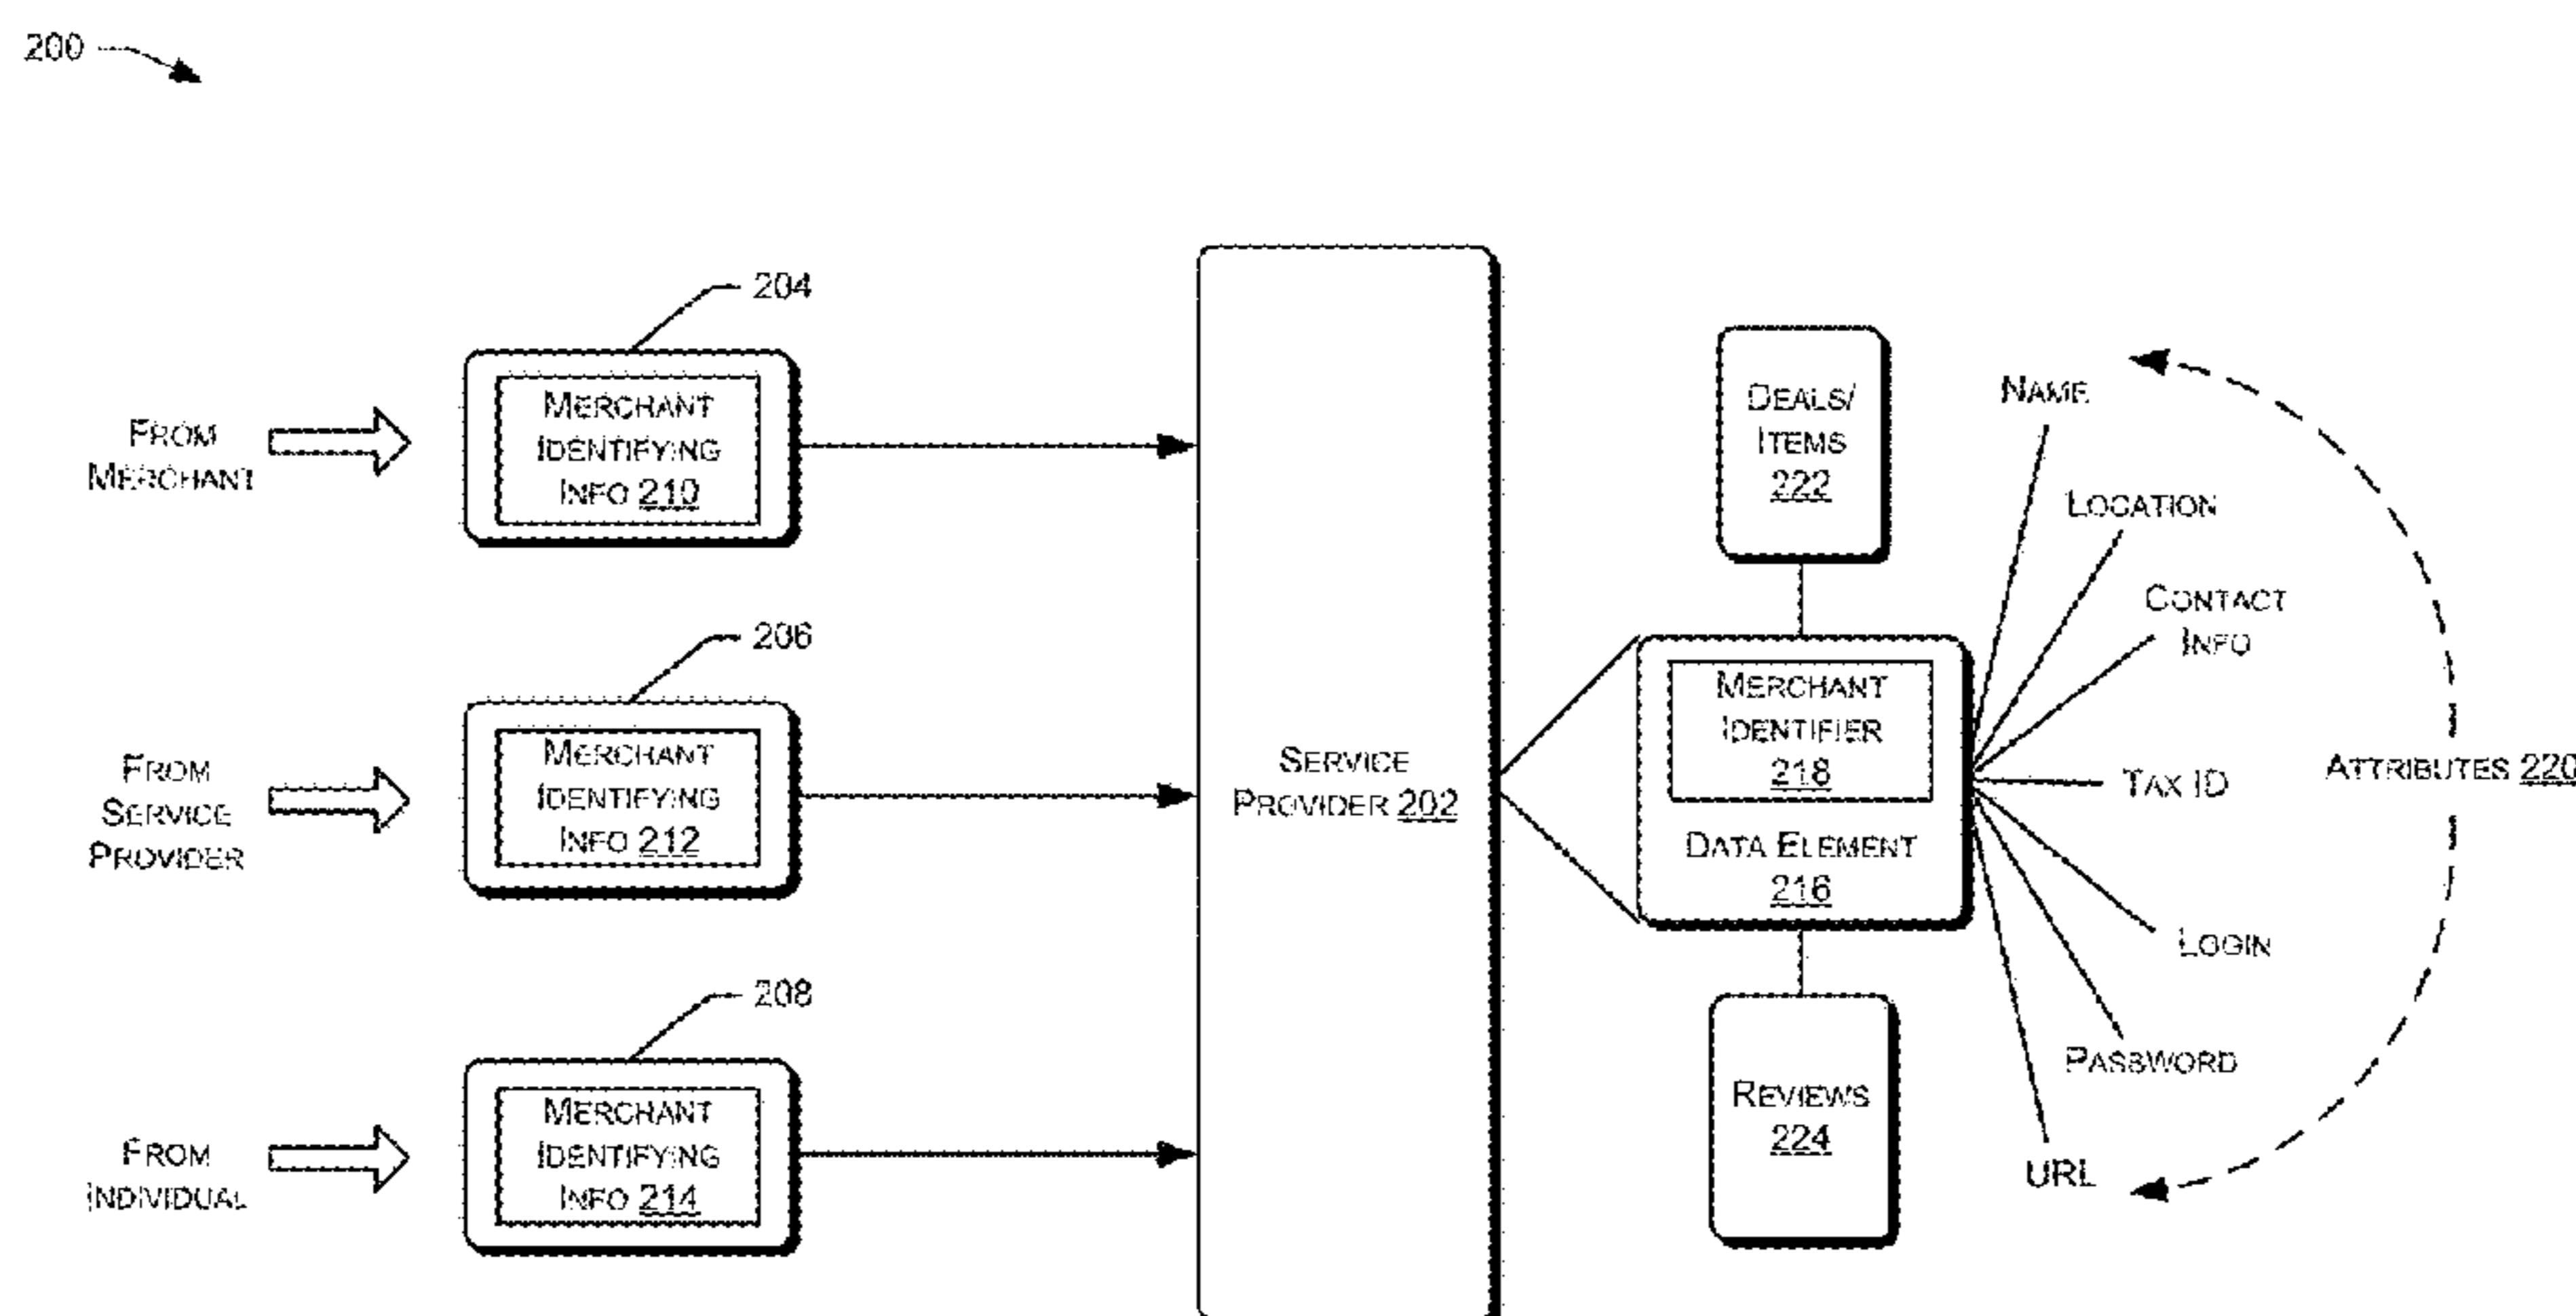 200
204
MERCHANT
IDENTIFYING
INFO 210
FROM
MERCHANT
206
MERCHANT
IDENTIFYING
INFO 212
FROM
SERVICE
PROVIDER
208
MERCHANT
IDENTIFYING
INFO 214
FROM
INDIVIDUAL
SERVICE
PROVIDER 202
DEALS/
ITEMS
222
MERCHANT
IDENTIFIER
218
DATA ELEMENT
216
REVIEWS
224
NAME
LOCATION
CONTACT
INFO
TAX ID
LOGIN
PASSWORD
URL
ATTRIBUTES 220